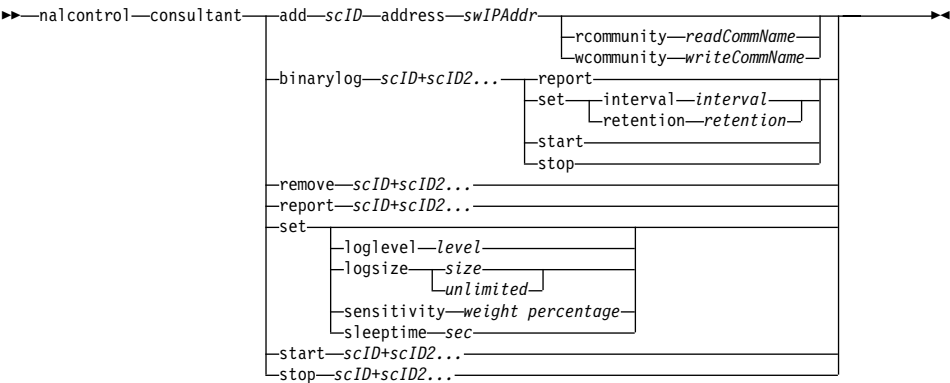 nalcontrol consultant add scID address swIPAddr
rcommunity readCommName
wcommunity writeCommName
binarylog scID+scID2... report
set interval interval
retention retention
start
stop
remove scID+scID2...
report scID+scID2...
set
loglevel level
logsize size
unlimited
sensitivity weight percentage
sleeptime sec
start scID+scID2...
stop scID+scID2...